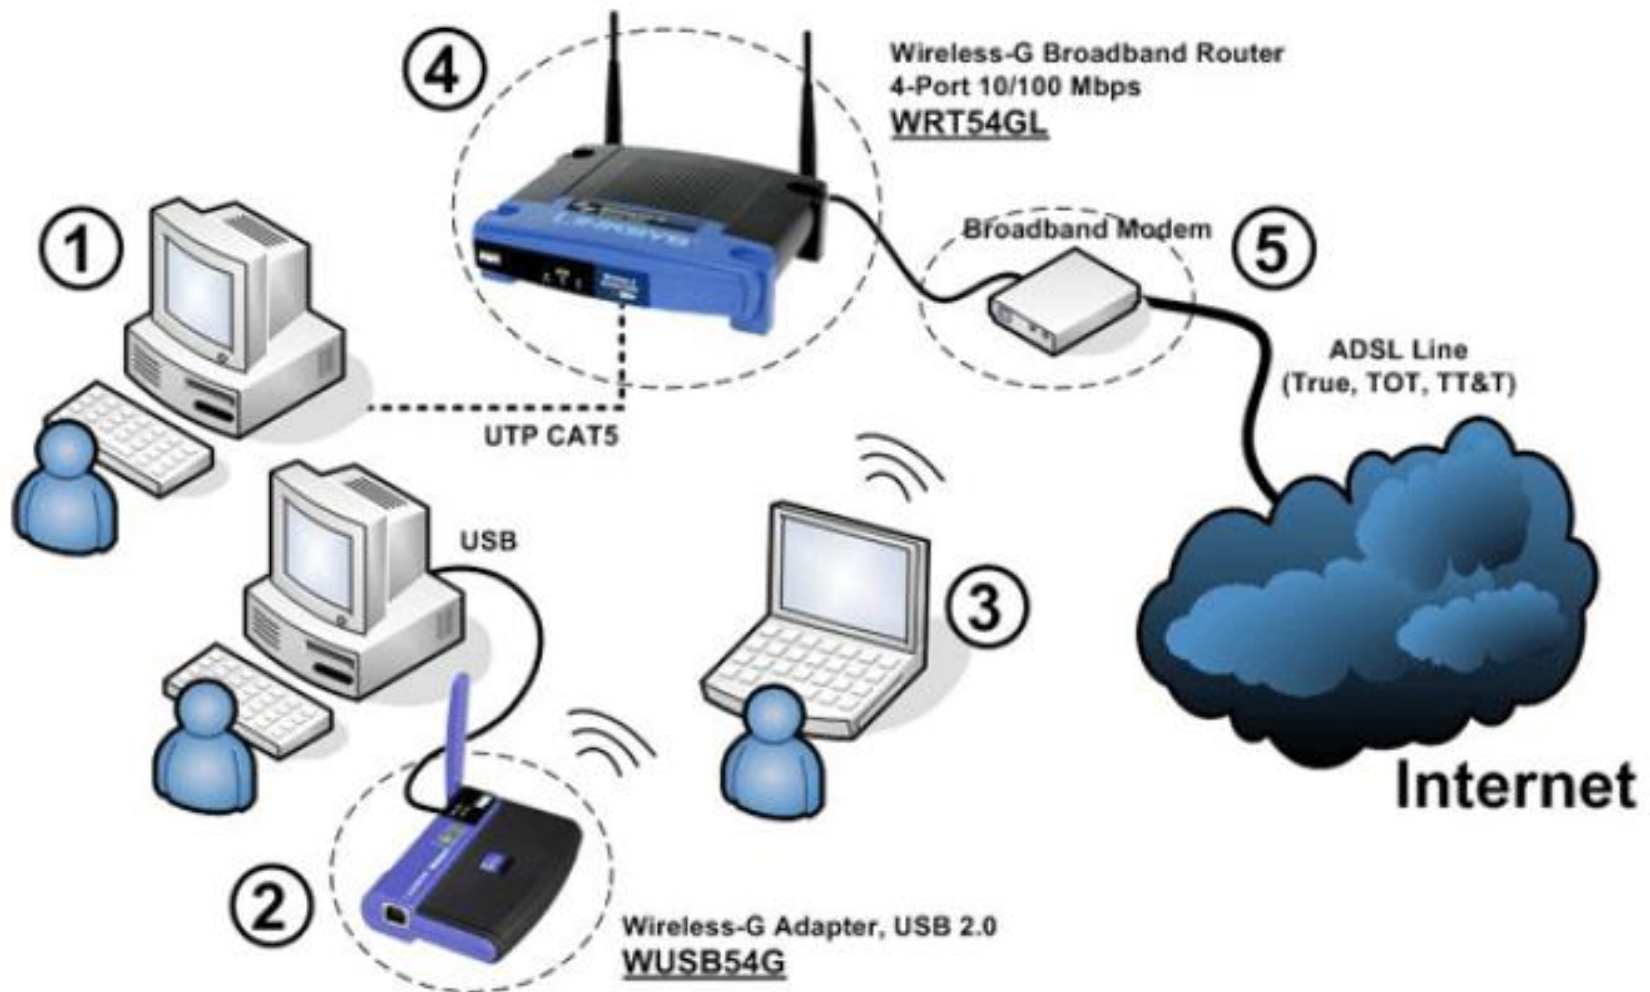 4
Wireless-G Broadband Router
4-Port 10/100 Mbps
WRT54GL
1
LINKSYS
Broadband Modem
5
ADSL Line
(True, TOT, TT&T)
UTP CAT5
USB
3
Internet
2
Wireless-G Adapter, USB 2.0
WUSB54G